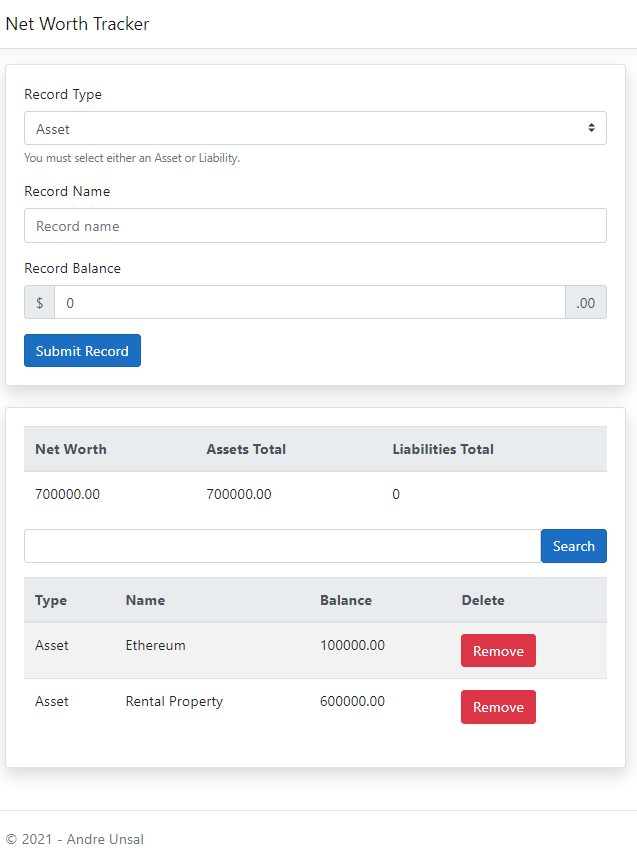 Net Worth Tracker
Record Type
Asset
You must select either an Asset or Liability.
Record Name
Record name
Record Balance
$ 0 .00
Submit Record
Net Worth Assets Total Liabilities Total
700000.00 700000.00 0
Search
Type Name Balance Delete
Asset Ethereum 100000.00 Remove
Asset Rental Property 600000.00 Remove
© 2021 - Andre Unsal